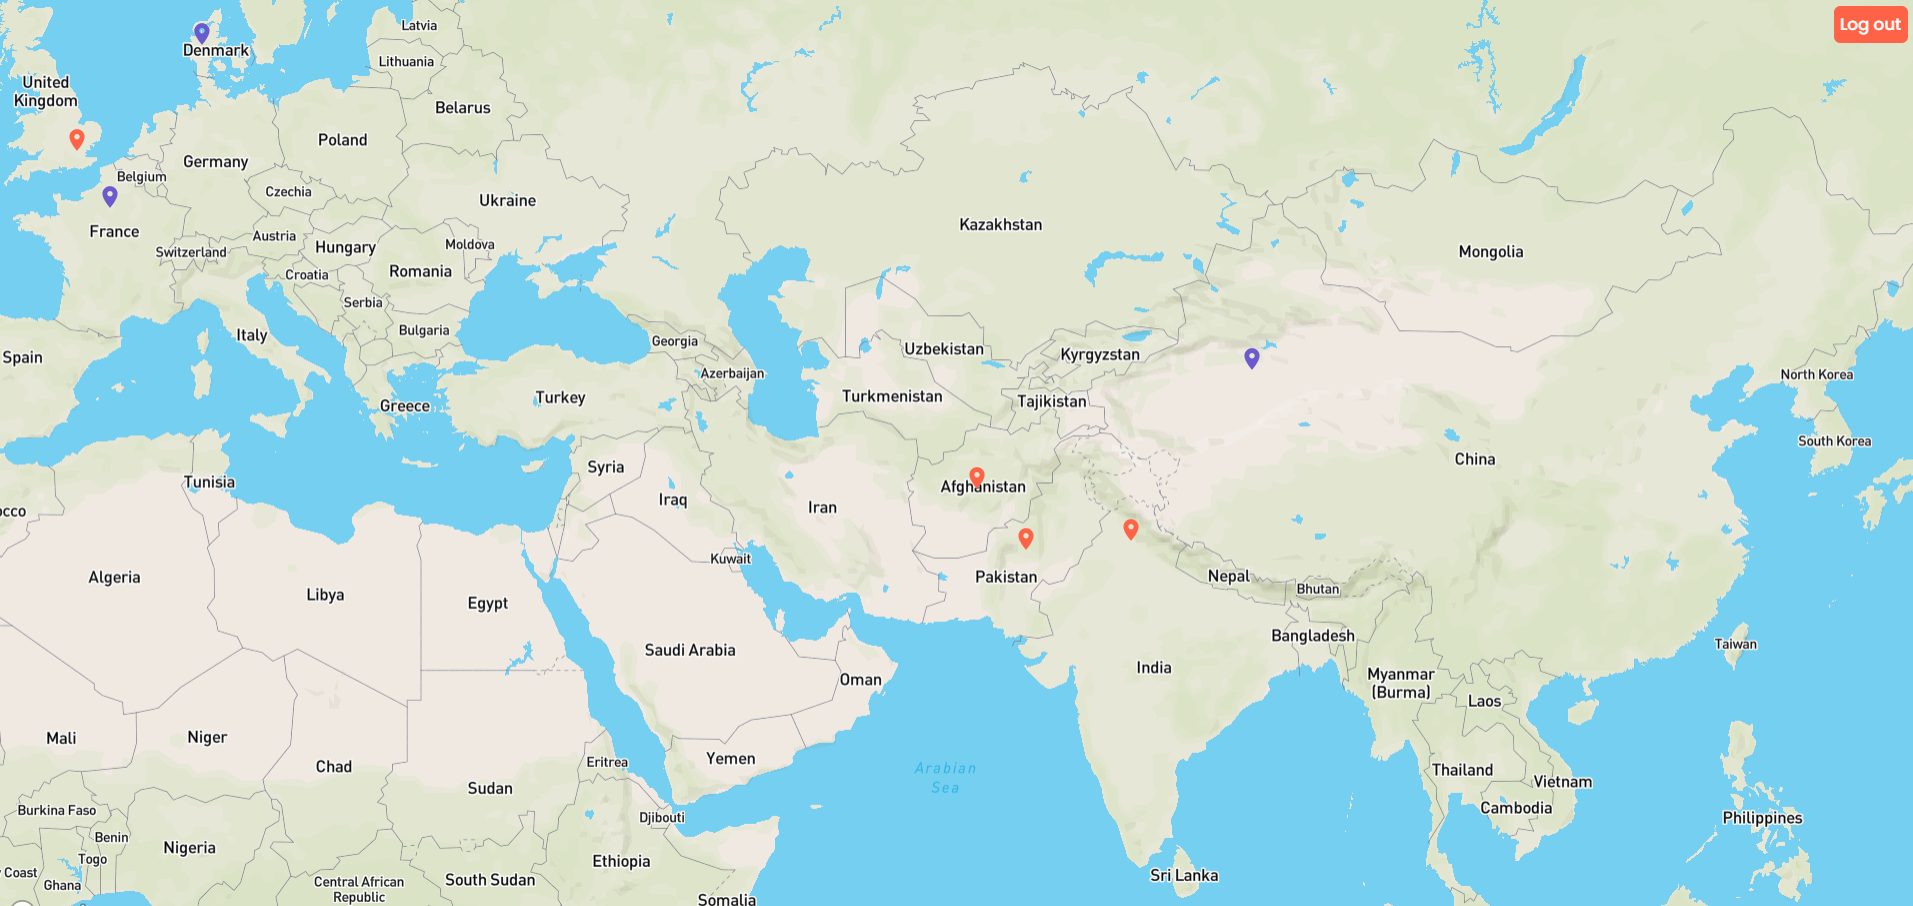 Log out
Latvia
Denmark
Lithuania
United
Kingdom
Belarus
Poland
Germany
Belgium
Czechia
Ukraine
France
Kazakhstan
Austria
Hungary
Moldova
Switzerland
Mongolia
Croatia
Romania
Serbia
Bulgaria
Italy
Georgia
Uzbekistan
Kyrgyzstan
Spain
Azerbaijan
North Korea
Turkey
Turkmenistan
Tajikistan
Greece
South Korea
China
Syria
Tunisia
Afghanistan
Iraq
Iran
occo
Kuwait
Algeria
Pakistan
Nepal
Bhutan
Libya
Egypt
Bangladesh
Taiwan
Saudi Arabia
India
Oman
Myanmar
(Burma)
Laos
Mali
Niger
Yemen
Eritrea
Chad
Arabian
Sea
Thailand
Vietnam
Sudan
Burkina Faso
Cambodia
Djibouti
Philippines
Benin
Nigeria
Togo
Ethiopia
Coast
Ghana
Central African
Republic
South Sudan
Sri Lanka
Somalia